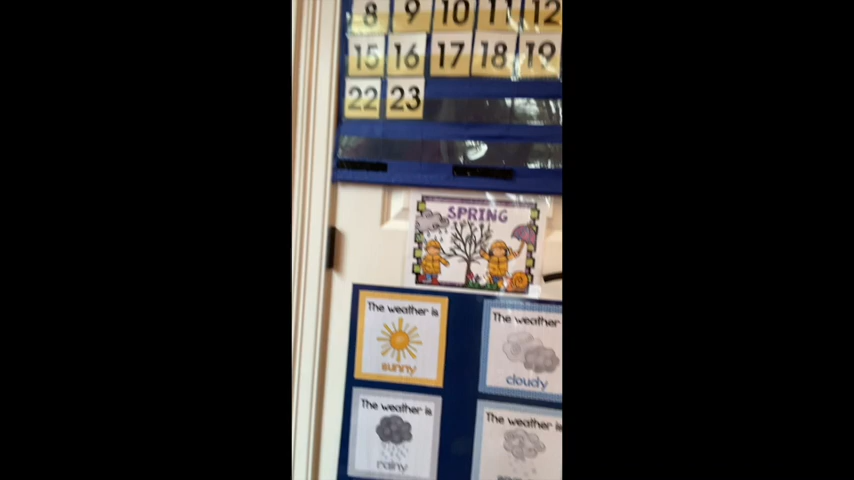 8 9 10 11 12
15 16 17 18 19
22 23
SPRING
The weather is
sunny
The weather
cloudy
The weather is
rainy
The weather is